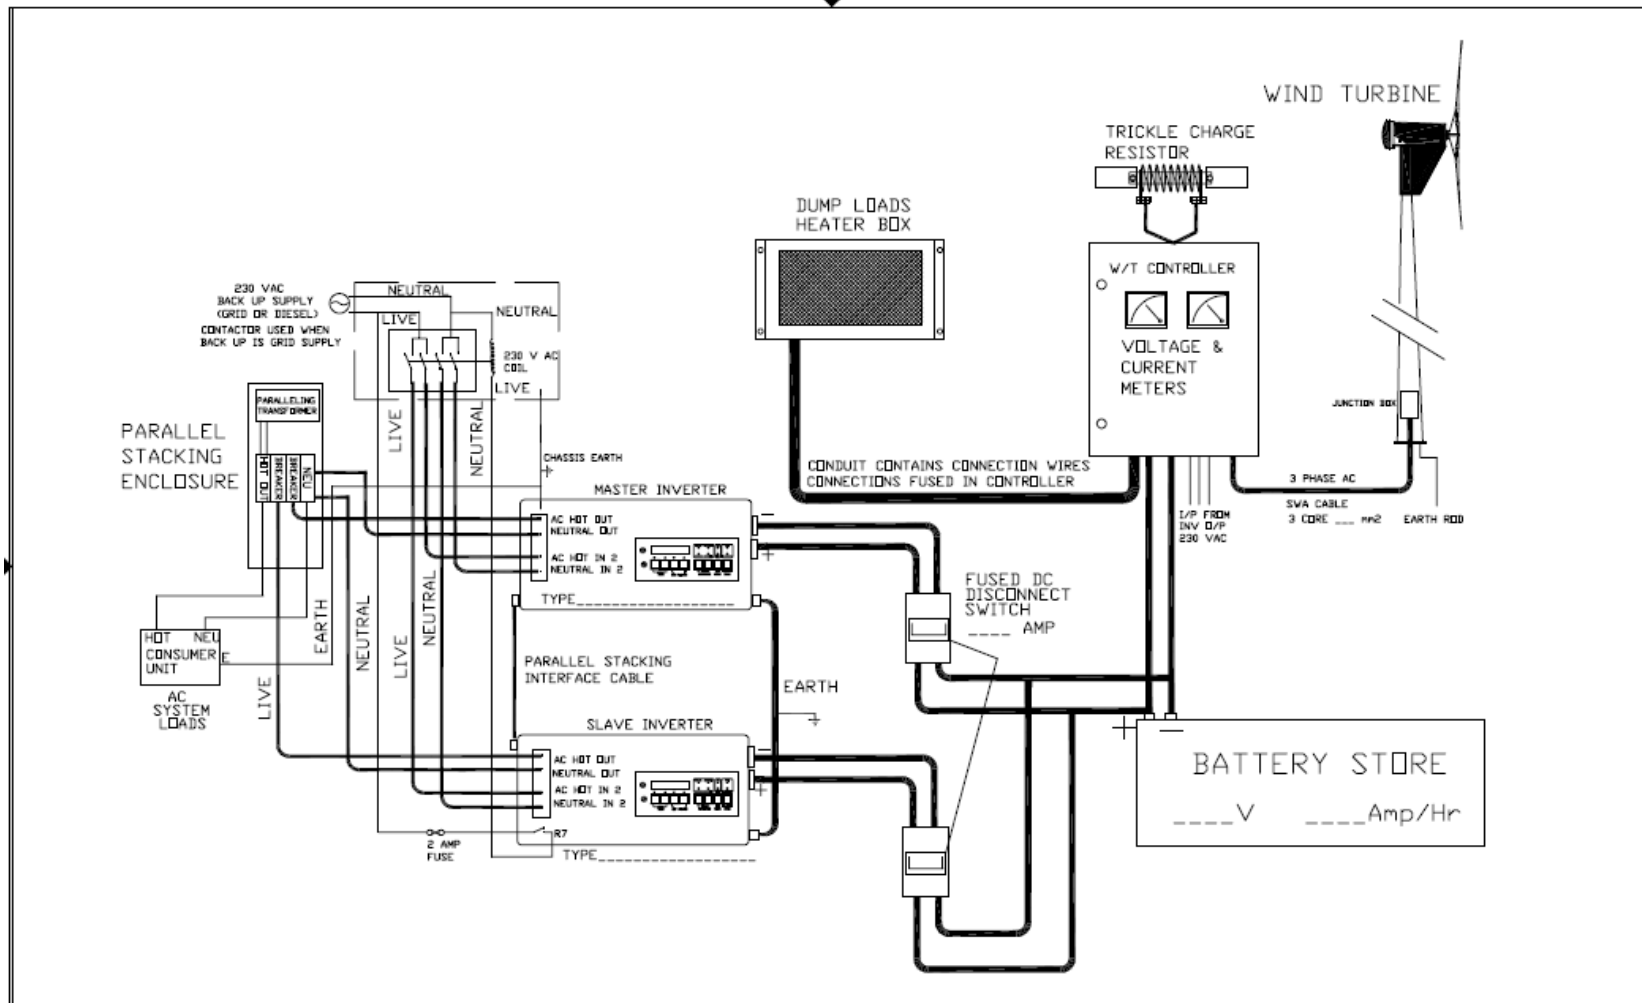 WIND TURBINE
TRICKLE CHARGE
RESISTOR
DUMP LOADS
HEATER BOX
W/T CONTROLLER
VOLTAGE &
CURRENT
METERS
JUNCTION BOX
230 VAC
BACK UP SUPPLY
(GRID OR DIESEL)
CONTACTOR USED WHEN
BACK UP IS GRID SUPPLY
NEUTRAL
NEUTRAL
LIVE
230 V AC
COIL
LIVE
PARALLELING
TRANSFORMER
PARALLEL
STACKING
ENCLOSURE
HOT OUT
BREAKER
BREAKER
NEU
LIVE
NEUTRAL
CHASSIS EARTH
CONDUIT CONTAINS CONNECTION WIRES
CONNECTIONS FUSED IN CONTROLLER
3 PHASE AC
SWA CABLE
3 CORE ___ mm2
EARTH ROD
I/P FROM
INV O/P
230 VAC
MASTER INVERTER
AC HOT OUT
NEUTRAL OUT
AC HOT IN 2
NEUTRAL IN 2
TYPE__________________
–
+
FUSED DC
DISCONNECT
SWITCH
____ AMP
HOT NEU
CONSUMER E
UNIT
AC
SYSTEM
LOADS
EARTH
NEUTRAL
LIVE
NEUTRAL
LIVE
PARALLEL STACKING
INTERFACE CABLE
EARTH
SLAVE INVERTER
AC HOT OUT
NEUTRAL OUT
AC HOT IN 2
NEUTRAL IN 2
R7
TYPE__________________
–
+
2 AMP
FUSE
+ –
BATTERY STORE
____V ____Amp/Hr